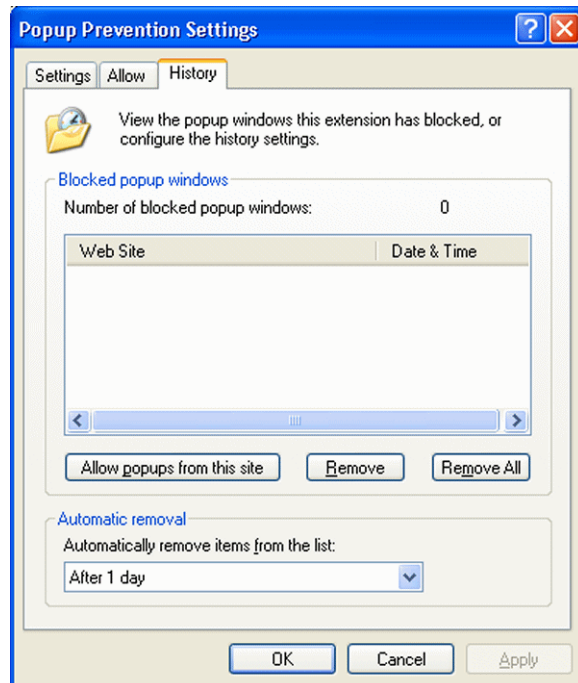 Popup Prevention Settings
Settings Allow History
View the popup windows this extension has blocked, or
configure the history settings.
Blocked popup windows
Number of blocked popup windows: 0
Web Site Date & Time
Allow popups from this site Remove Remove All
Automatic removal
Automatically remove items from the list:
After 1 day
OK Cancel Apply